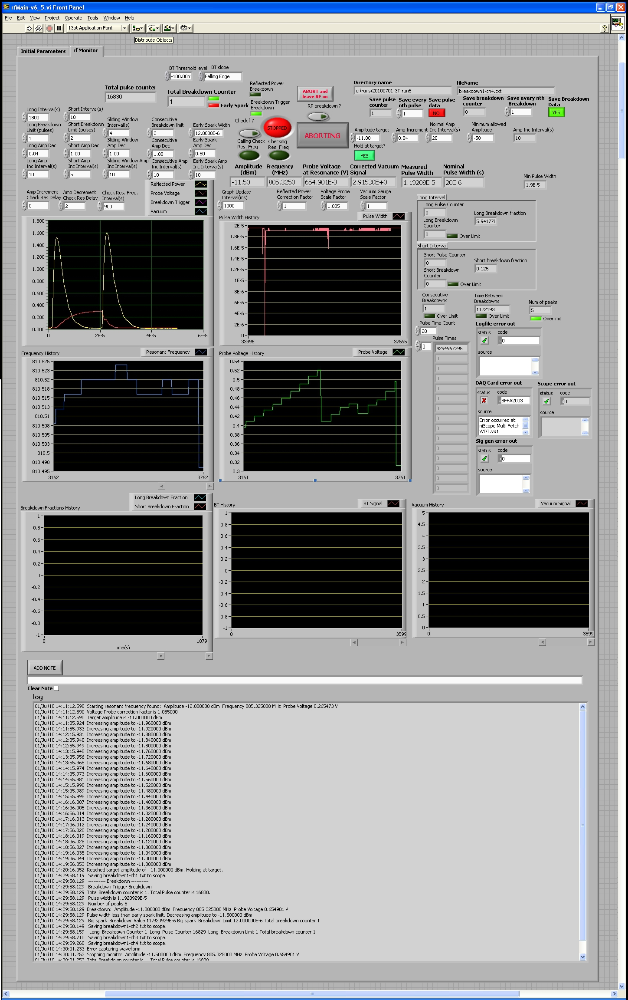 rfMain-v6_5.vi Front Panel
File Edit View Project Operate Tools Window Help
13pt Application Font
2
Distribute Objects
Initial Parameters rf Monitor
BT Threshold level BT slope
-100.00m Falling Edge
Total pulse counter
16830
Total Breakdown Counter
1
Early Spark
Reflected Power
Breakdown
Breakdown Trigger
Breakdown
ABORT and
leave RF on
RP breakdown ?
Directory name
c:\runs\20100701-3T-run5
fileName
breakdown1-ch4.txt
Save pulse
counter
1
Save every
nth pulse
1
Save pulse
data
NO
Save breakdown
counter
0
Save every nth
Breakdown
1
Save Breakdown
Data
YES
Long Interval(s)
1800
Short Interval(s)
10
Long Breakdown
Limit (pulses)
1
Short Breakdown
Limit (pulses)
2
Sliding Window
Interval(s)
4
Consecutive
Breakdown limit
2
Early Spark Width
12.0000E-6
Long Amp Dec
0.04
Short Amp Dec
1.00
Sliding Window
Amp Dec
1.00
Consecutive
Amp Dec
1.00
Early Spark
Amp Dec
0.50
Long Amp
Inc Interval(s)
10
Short Amp
Inc Interval(s)
5
Sliding Window Amp
Inc Interval(s)
10
Consecutive Amp
Inc Interval(s)
10
Early Spark Amp
Inc Interval(s)
10
Check f ?
STOPPED
Calling Check
Res. Freq
Checking
Res. Freq
ABORTING
Amplitude target
-11.00
Amp Increment
0.04
Normal Amp
Inc Interval(s)
20
Minimum allowed
Amplitude
-50
Amp Inc Interval(s)
10
Hold at target?
YES
Amplitude
(dBm)
-11.50
Frequency
(MHz)
805.3250
Probe Voltage
at Resonance (V)
654.901E-3
Corrected Vacuum
Signal
2.91530E+0
Measured
Pulse Width
1.19209E-5
Nominal
Pulse Width (s)
20E-6
Min Pulse Width
1.9E-5
Amp Increment
Check Res Delay
0
Amp Decrement
Check Res Delay
2
Check Res. Freq.
Interval(s)
900
Reflected Power
Probe Voltage
Breakdown Trigger
Vacuum
Graph Update
Interval(ms)
1000
Reflected Power
Correction Factor
1
Voltage Probe
Scale Factor
1.085
Vacuum Gauge
Scale Factor
1
1.800
1.600
1.400
1.200
1.000
0.800
0.600
0.400
0.200
0.000
0 2E-5 4E-5 6E-5
Pulse Width History
Pulse Width
2E-5
1.8E-5
1.6E-5
1.4E-5
1.2E-5
1E-5
8E-6
6E-6
4E-6
2E-6
0
33996 37595
Long Interval
Long Pulse Counter
0
Long Breakdown
Counter
0
Over Limit
Long Breakdown fraction
5.94177E
Short Interval
Short Pulse Counter
0
Short Breakdown
Counter
0
Over Limit
Short breakdown fraction
0.125
Consecutive
Breakdowns
1
Over Limit
Time Between
Breakdowns
1122193
Over Limit
Num of peaks
5
Overlimit
Pulse Time Count
20
Pulse Times
0
4294967295
0
0
0
0
0
0
0
0
0
0
0
0
0
0
Logfile error out
status code
d0
source
DAQ Card error out
status code
xBFFA2003
source
Error occurred at:
niScope Multi Fetch
WDT.vi:1
Scope error out
status code
d0
source
Sig gen error out
status code
x0
source
Frequency History
Resonant Frequency
810.525
810.523
810.52
810.518
810.515
810.513
810.51
810.508
810.505
810.503
810.5
810.498
810.495
3162 3762
Probe Voltage History
Probe Voltage
0.54
0.52
0.5
0.48
0.46
0.44
0.42
0.4
0.38
0.36
0.34
0.32
0.3
3161 3761
Breakdown Fractions History
Long Breakdown Fraction
Short Breakdown Fraction
1
0.8
0.6
0.4
0.2
0
-0.2
-0.4
-0.6
-0.8
-1
0 1079
Time(s)
BT History
BT Signal
1
0.8
0.6
0.4
0.2
0
-0.2
-0.4
-0.6
-0.8
-1
0 3599
Vacuum History
Vacuum Signal
5
4.5
4
3.5
3
2.5
2
1.5
1
0.5
0
0 3599
ADD NOTE
Clear Note
log
01/Jul/10 14:11:12.590 Starting resonant frequency found: Amplitude -12.000000 dBm Frequency 805.325000 MHz Probe Voltage 0.265473 V
01/Jul/10 14:11:12.590 Voltage Probe correction factor is 1.085000
01/Jul/10 14:11:12.590 Target amplitude is -11.000000 dBm
01/Jul/10 14:11:35.924 Increasing amplitude to -11.960000 dBm
01/Jul/10 14:11:55.933 Increasing amplitude to -11.920000 dBm
01/Jul/10 14:12:15.931 Increasing amplitude to -11.880000 dBm
01/Jul/10 14:12:35.940 Increasing amplitude to -11.840000 dBm
01/Jul/10 14:12:55.949 Increasing amplitude to -11.800000 dBm
01/Jul/10 14:13:15.948 Increasing amplitude to -11.760000 dBm
01/Jul/10 14:13:35.956 Increasing amplitude to -11.720000 dBm
01/Jul/10 14:13:55.965 Increasing amplitude to -11.680000 dBm
01/Jul/10 14:14:15.974 Increasing amplitude to -11.640000 dBm
01/Jul/10 14:14:35.973 Increasing amplitude to -11.600000 dBm
01/Jul/10 14:14:55.981 Increasing amplitude to -11.560000 dBm
01/Jul/10 14:15:15.990 Increasing amplitude to -11.520000 dBm
01/Jul/10 14:15:35.989 Increasing amplitude to -11.480000 dBm
01/Jul/10 14:15:55.998 Increasing amplitude to -11.440000 dBm
01/Jul/10 14:16:16.007 Increasing amplitude to -11.400000 dBm
01/Jul/10 14:16:36.005 Increasing amplitude to -11.360000 dBm
01/Jul/10 14:16:56.014 Increasing amplitude to -11.320000 dBm
01/Jul/10 14:17:16.013 Increasing amplitude to -11.280000 dBm
01/Jul/10 14:17:36.012 Increasing amplitude to -11.240000 dBm
01/Jul/10 14:17:56.020 Increasing amplitude to -11.200000 dBm
01/Jul/10 14:18:16.019 Increasing amplitude to -11.160000 dBm
01/Jul/10 14:18:36.028 Increasing amplitude to -11.120000 dBm
01/Jul/10 14:18:56.027 Increasing amplitude to -11.080000 dBm
01/Jul/10 14:19:16.035 Increasing amplitude to -11.040000 dBm
01/Jul/10 14:19:36.044 Increasing amplitude to -11.000000 dBm
01/Jul/10 14:19:56.053 Increasing amplitude to -11.000000 dBm
01/Jul/10 14:20:16.052 Reached target amplitude of -11.000000 dBm. Holding at target.
01/Jul/10 14:29:58.119 Saving breakdown1-ch1.txt to scope.
01/Jul/10 14:29:58.129 ---------- Breakdown ----------
01/Jul/10 14:29:58.129 Breakdown Trigger Breakdown
01/Jul/10 14:29:58.129 Total Breakdown counter is 1. Total Pulse counter is 16830.
01/Jul/10 14:29:58.129 Pulse width is 1.1920929E-5
01/Jul/10 14:29:58.129 Number of peaks 5
01/Jul/10 14:29:58.129 Breakdown: Amplitude -11.000000 dBm Frequency 805.325000 MHz Probe Voltage 0.654901 V
01/Jul/10 14:29:58.129 Pulse width less than early spark limit. Decreasing amplitude to -11.500000 dBm
01/Jul/10 14:29:58.129 Big spark Breakdown Value 11.920929E-6 Big spark Breakdown Limit 12.000000E-6 Total breakdown counter 1
01/Jul/10 14:29:58.149 Saving breakdown1-ch2.txt to scope.
01/Jul/10 14:29:58.159 Long Breakdown Counter 1 Long Pulse Counter 16829 Long Breakdown Limit 1 Total breakdown counter 1
01/Jul/10 14:29:58.710 Saving breakdown1-ch3.txt to scope.
01/Jul/10 14:29:59.260 Saving breakdown1-ch4.txt to scope.
01/Jul/10 14:30:01.233 Error capturing waveform
01/Jul/10 14:30:01.253 Stopping monitor: Amplitude -11.500000 dBm Frequency 805.325000 MHz Probe Voltage 0.654901 V
01/Jul/10 14:30:01.253 Total Breakdown counter is 1. Total Pulse counter is 16830